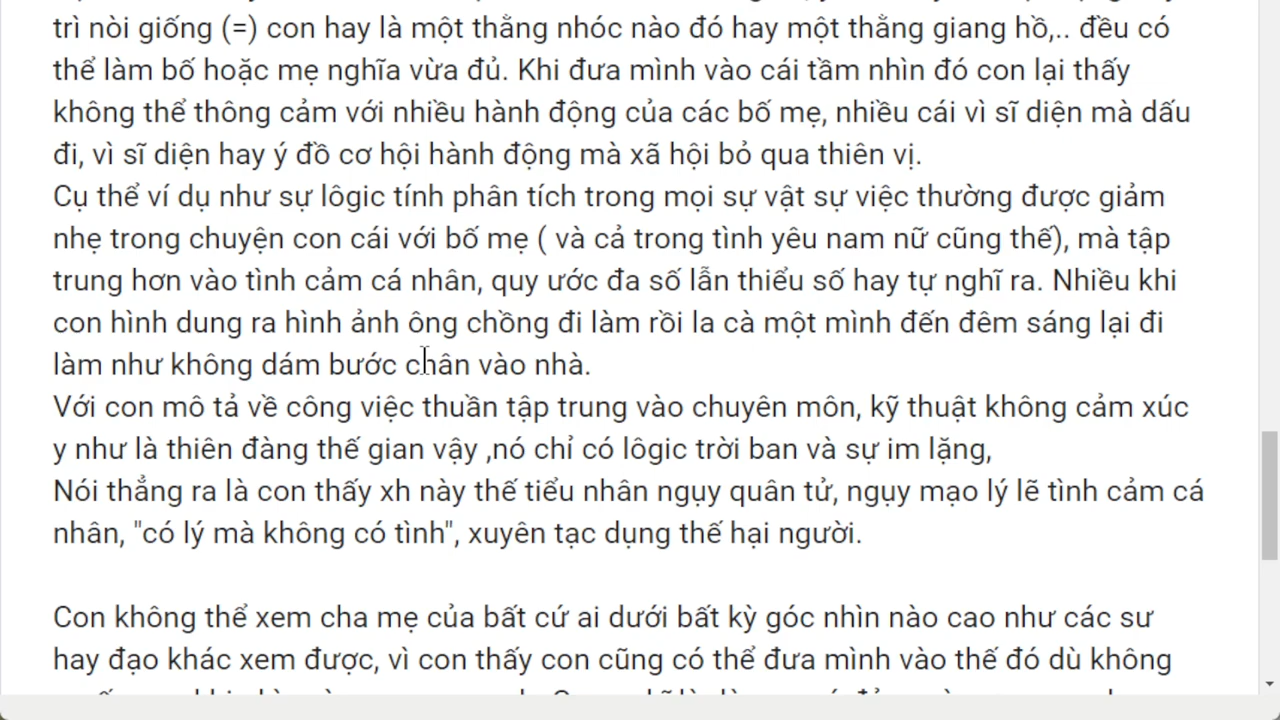 trì nòi giống (=) con hay là một thằng nhóc nào đó hay một thằng giang hồ,.. đều có
thể làm bố hoặc mẹ nghĩa vừa đủ. Khi đưa mình vào cái tầm nhìn đó con lại thấy
không thể thông cảm với nhiều hành động của các bố mẹ, nhiều cái vì sĩ diện mà dấu
đi, vì sĩ diện hay ý đồ cơ hội hành động mà xã hội bỏ qua thiên vị.
Cụ thể ví dụ như sự lôgic tính phân tích trong mọi sự vật sự việc thường được giảm
nhẹ trong chuyện con cái với bố mẹ ( và cả trong tình yêu nam nữ cũng thế), mà tập
trung hơn vào tình cảm cá nhân, quy ước đa số lẫn thiểu số hay tự nghĩ ra. Nhiều khi
con hình dung ra hình ảnh ông chồng đi làm rồi la cà một mình đến đêm sáng lại đi
làm như không dám bước chân vào nhà.
Với con mô tả về công việc thuần tập trung vào chuyên môn, kỹ thuật không cảm xúc
y như là thiên đàng thế gian vậy ,nó chỉ có lôgic trời ban và sự im lặng,
Nói thẳng ra là con thấy xh này thế tiểu nhân ngụy quân tử, ngụy mạo lý lẽ tình cảm cá
nhân, "có lý mà không có tình", xuyên tạc dụng thế hại người.
Con không thể xem cha mẹ của bất cứ ai dưới bất kỳ góc nhìn nào cao như các sư
hay đạo khác xem được, vì con thấy con cũng có thể đưa mình vào thế đó dù không